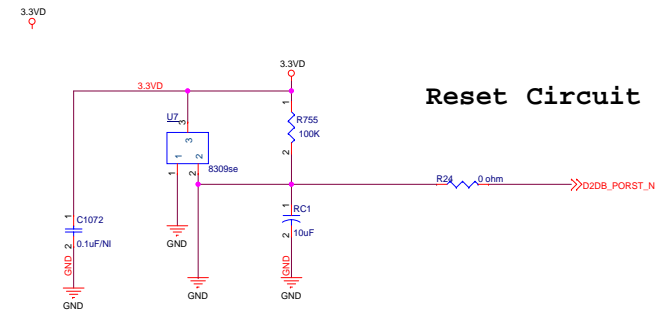 3.3VD
3.3VD
3.3VD
Reset Circuit
U7
3
3
1
2
8309se
1
2
1
R755
100K
2
R24
0 ohm
D2DB_PORST_N
1
C1072
2
0.1uF/NI
GND
GND
GND
GND
1
RC1
2
10uF
GND
GND